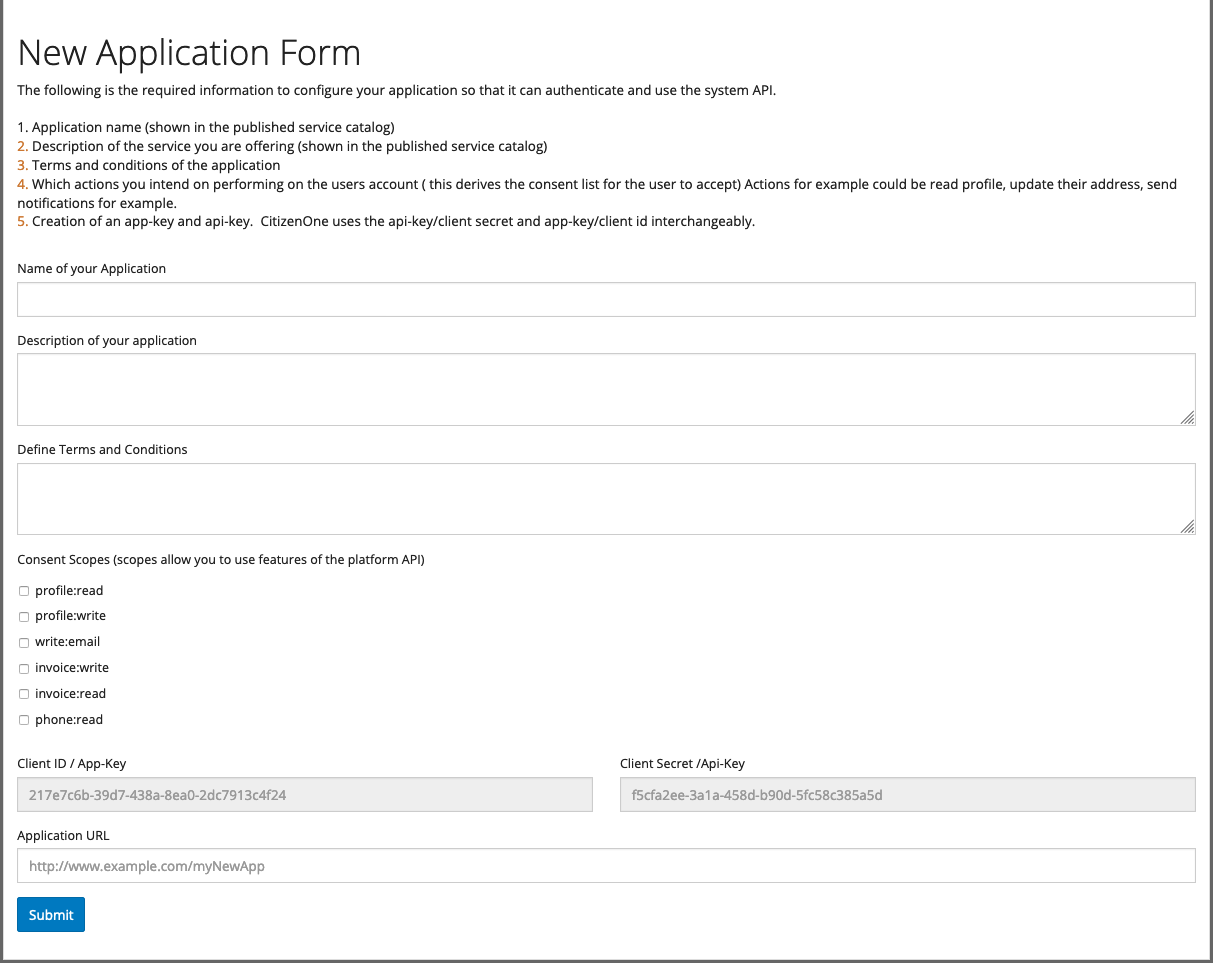 New Application Form
The following is the required information to configure your application so that it can authenticate and use the system API.
1. Application name (shown in the published service catalog)
2. Description of the service you are offering (shown in the published service catalog)
3. Terms and conditions of the application
4. Which actions you intend on performing on the users account ( this derives the consent list for the user to accept) Actions for example could be read profile, update their address, send
notifications for example.
5. Creation of an app-key and api-key.  CitizenOne uses the api-key/client secret and app-key/client id interchangeably.
Name of your Application
Description of your application
Define Terms and Conditions
Consent Scopes (scopes allow you to use features of the platform API)
profile:read
profile:write
write:email
invoice:write
invoice:read
phone:read
Client ID / App-Key
Client Secret /Api-Key
217e7c6b-39d7-438a-8ea0-2dc7913c4f24
f5cfa2ee-3a1a-458d-b90d-5fc58c385a5d
Application URL
http://www.example.com/myNewApp
Submit